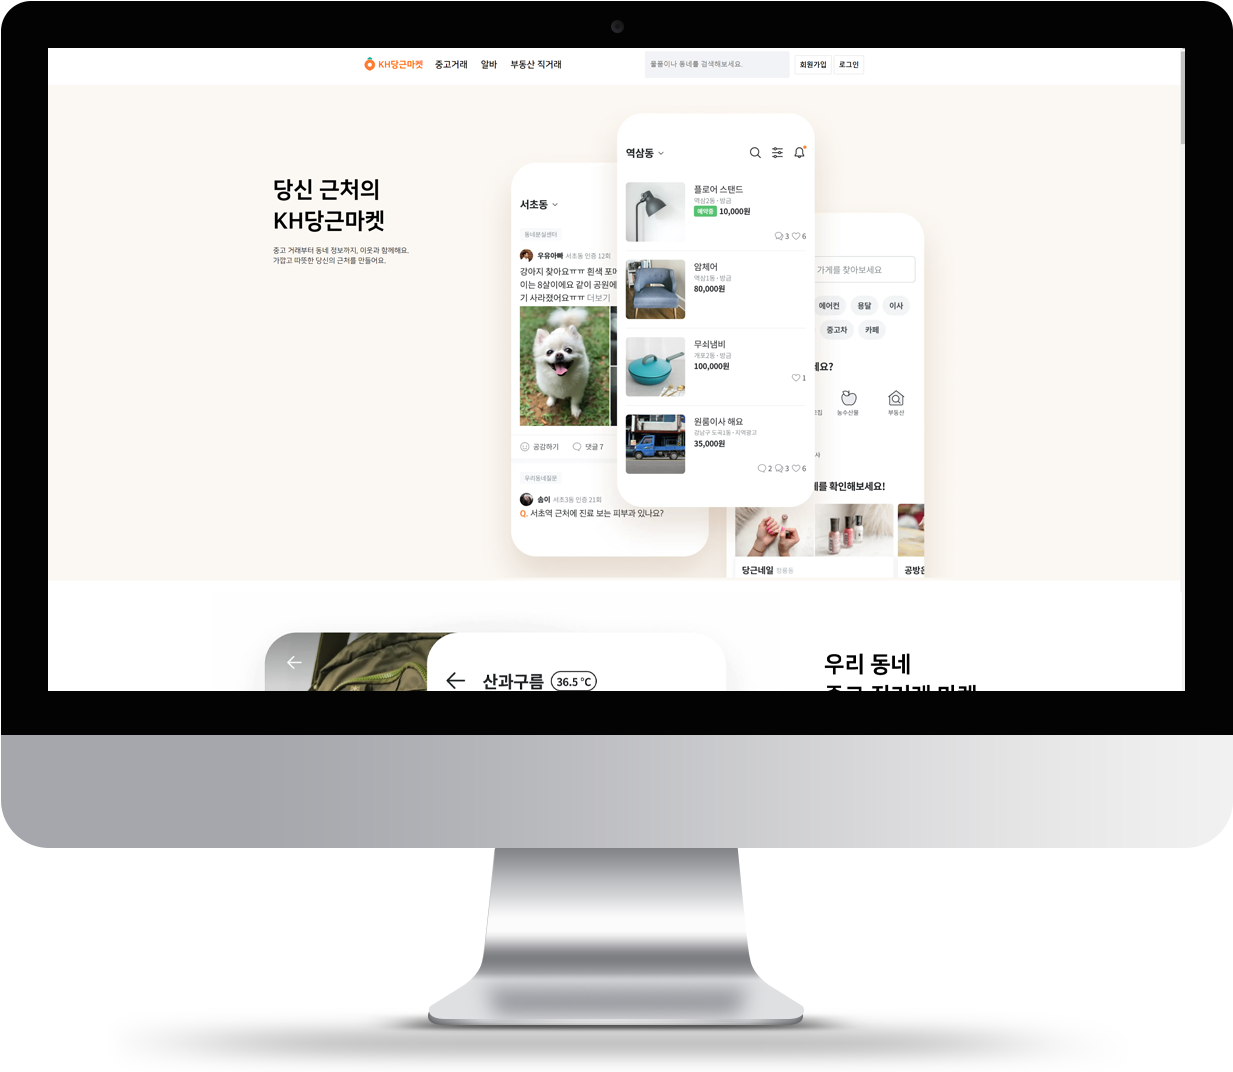 KH당근마켓 중고거래 알바 부동산 직거래
물품이나 동네를 검색해보세요.
회원가입 로그인
당신 근처의
KH당근마켓
중고 거래부터 동네 정보까지, 이웃과 함께해요.
가깝고 따뜻한 당신의 근처를 만들어요.
서초동
동네분실센터
우유아빠 서초동 인증 12회
강아지 찾아요ㅠㅠ 흰색 포메
이는 8살이에요 같이 공원에
기 사라졌어요ㅠㅠ 더보기
공감하기 댓글 7
우리동네질문
솜이 서초3동 인증 21회
Q. 서초역 근처에 진료 보는 피부과 있나요?
역삼동
플로어 스탠드
역삼2동 · 방금
예약중 10,000원
3 6
암체어
역삼1동 · 방금
80,000원
무쇠냄비
개포2동 · 방금
100,000원
1
원룸이사 해요
강남구 도곡1동 · 지역광고
35,000원
2 3 6
가게를 찾아보세요
에어컨 용달 이사
중고차 카페
요?
농수산물 부동산
사
를 확인해보세요!
당근네일 청룡동
공방은
산과구름 36.5 °C
우리 동네
중고 직거래 마켓